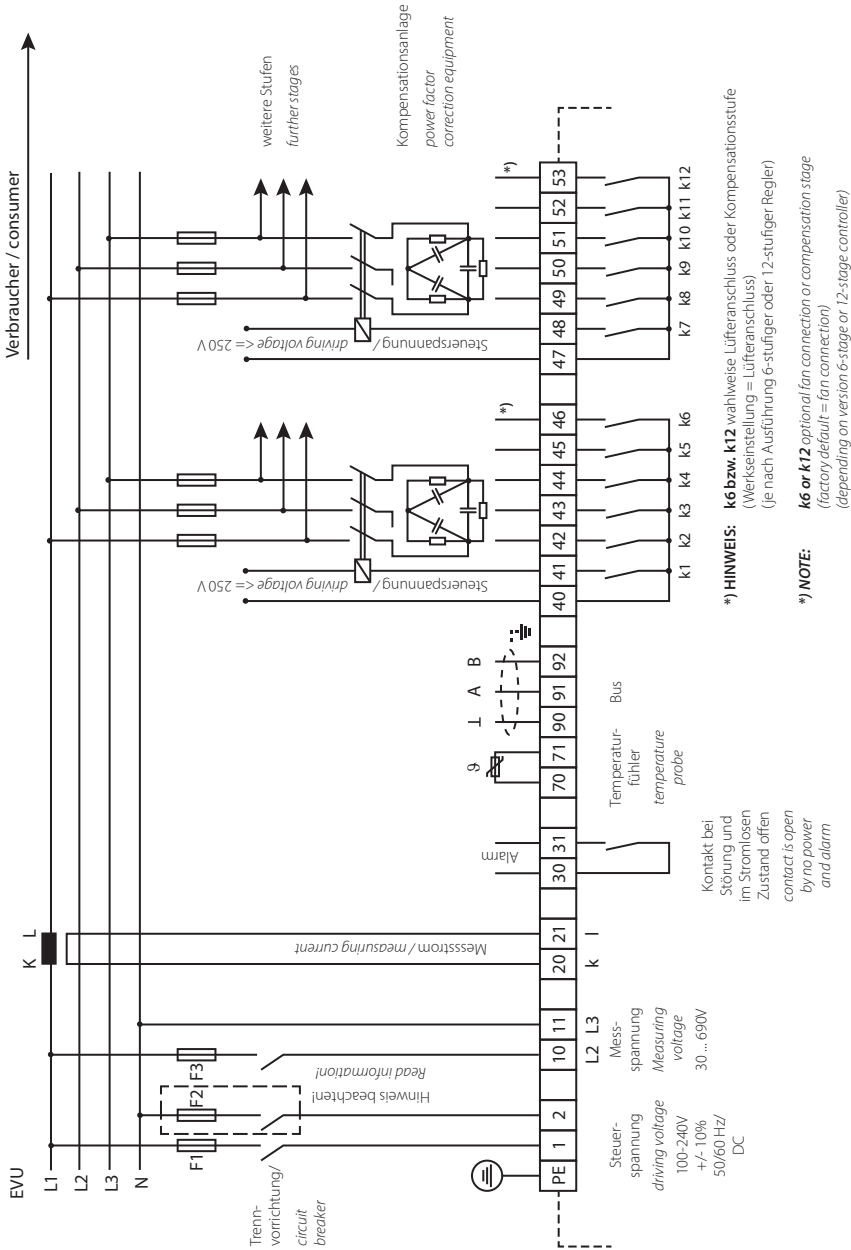 Verbraucher / consumer
EVU
L1
L2
L3
N
K L
weitere Stufen
further stages
Kompensationsanlage
power factor
correction equipment
Trenn-
vorrichtung/
circuit
breaker
F1
F2
F3
Hinweis beachten!
Read information!
Messstrom / measuring current
Alarm
ϑ
⊥ A B
Steuerspannung /
driving voltage <= 250 V
Steuerspannung /
driving voltage <= 250 V
*)
*)
PE 1 2 10 11 20 21 30 31 70 71 90 91 92 40 41 42 43 44 45 46 47 48 49 50 51 52 53
L2 L3
k l
k1 k2 k3 k4 k5 k6
k7 k8 k9 k10 k11 k12
Steuer-
spannung
driving voltage
100-240V
+/- 10%
50/60 Hz/
DC
Mess-
spannung
Measuring
voltage
30 ... 690V
Kontakt bei
Störung und
im Stromlosen
Zustand offen
contact is open
by no power
and alarm
Temperatur-
fühler
temperature
probe
Bus
*) HINWEIS: k6 bzw. k12 wahlweise Lüfteranschluss oder Kompensationsstufe
(Werkseinstellung = Lüfteranschluss)
(je nach Ausführung 6-stufiger oder 12-stufiger Regler)
*) NOTE: k6 or k12 optional fan connection or compensation stage
(factory default = fan connection)
(depending on version 6-stage or 12-stage controller)